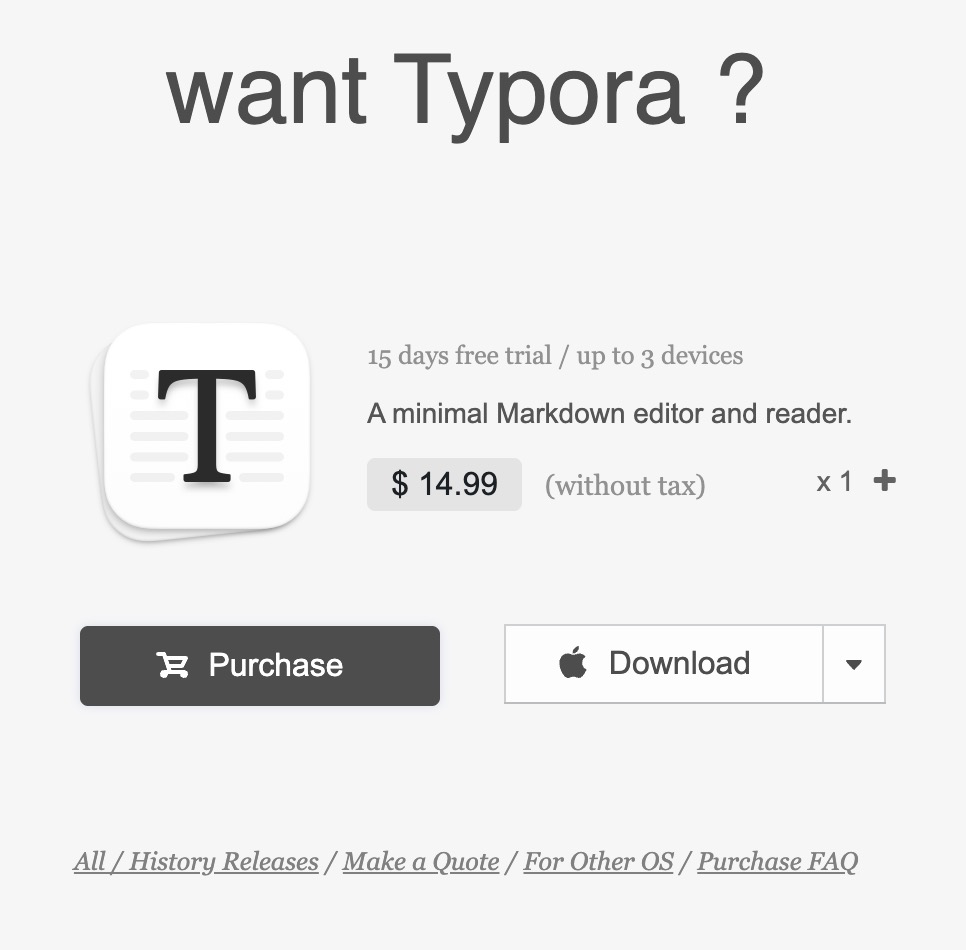 want Typora ?
T
15 days free trial / up to 3 devices
A minimal Markdown editor and reader.
$ 14.99 (without tax) x 1 +
Purchase
Download
All / History Releases / Make a Quote / For Other OS / Purchase FAQ